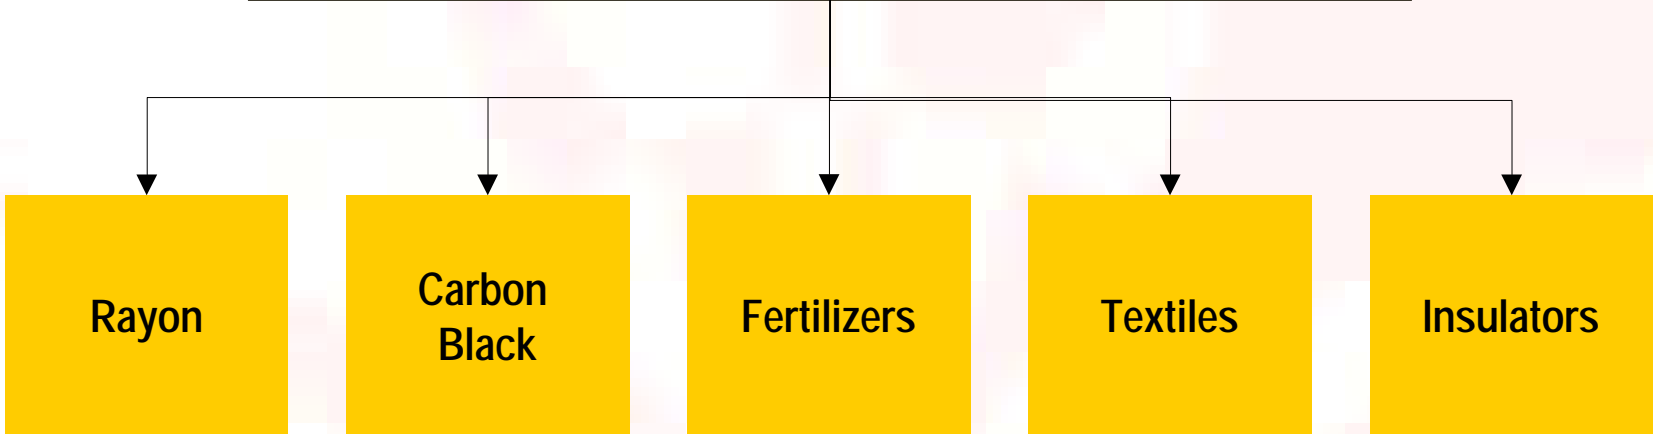 Rayon
Carbon
Black
Fertilizers
Textiles
Insulators